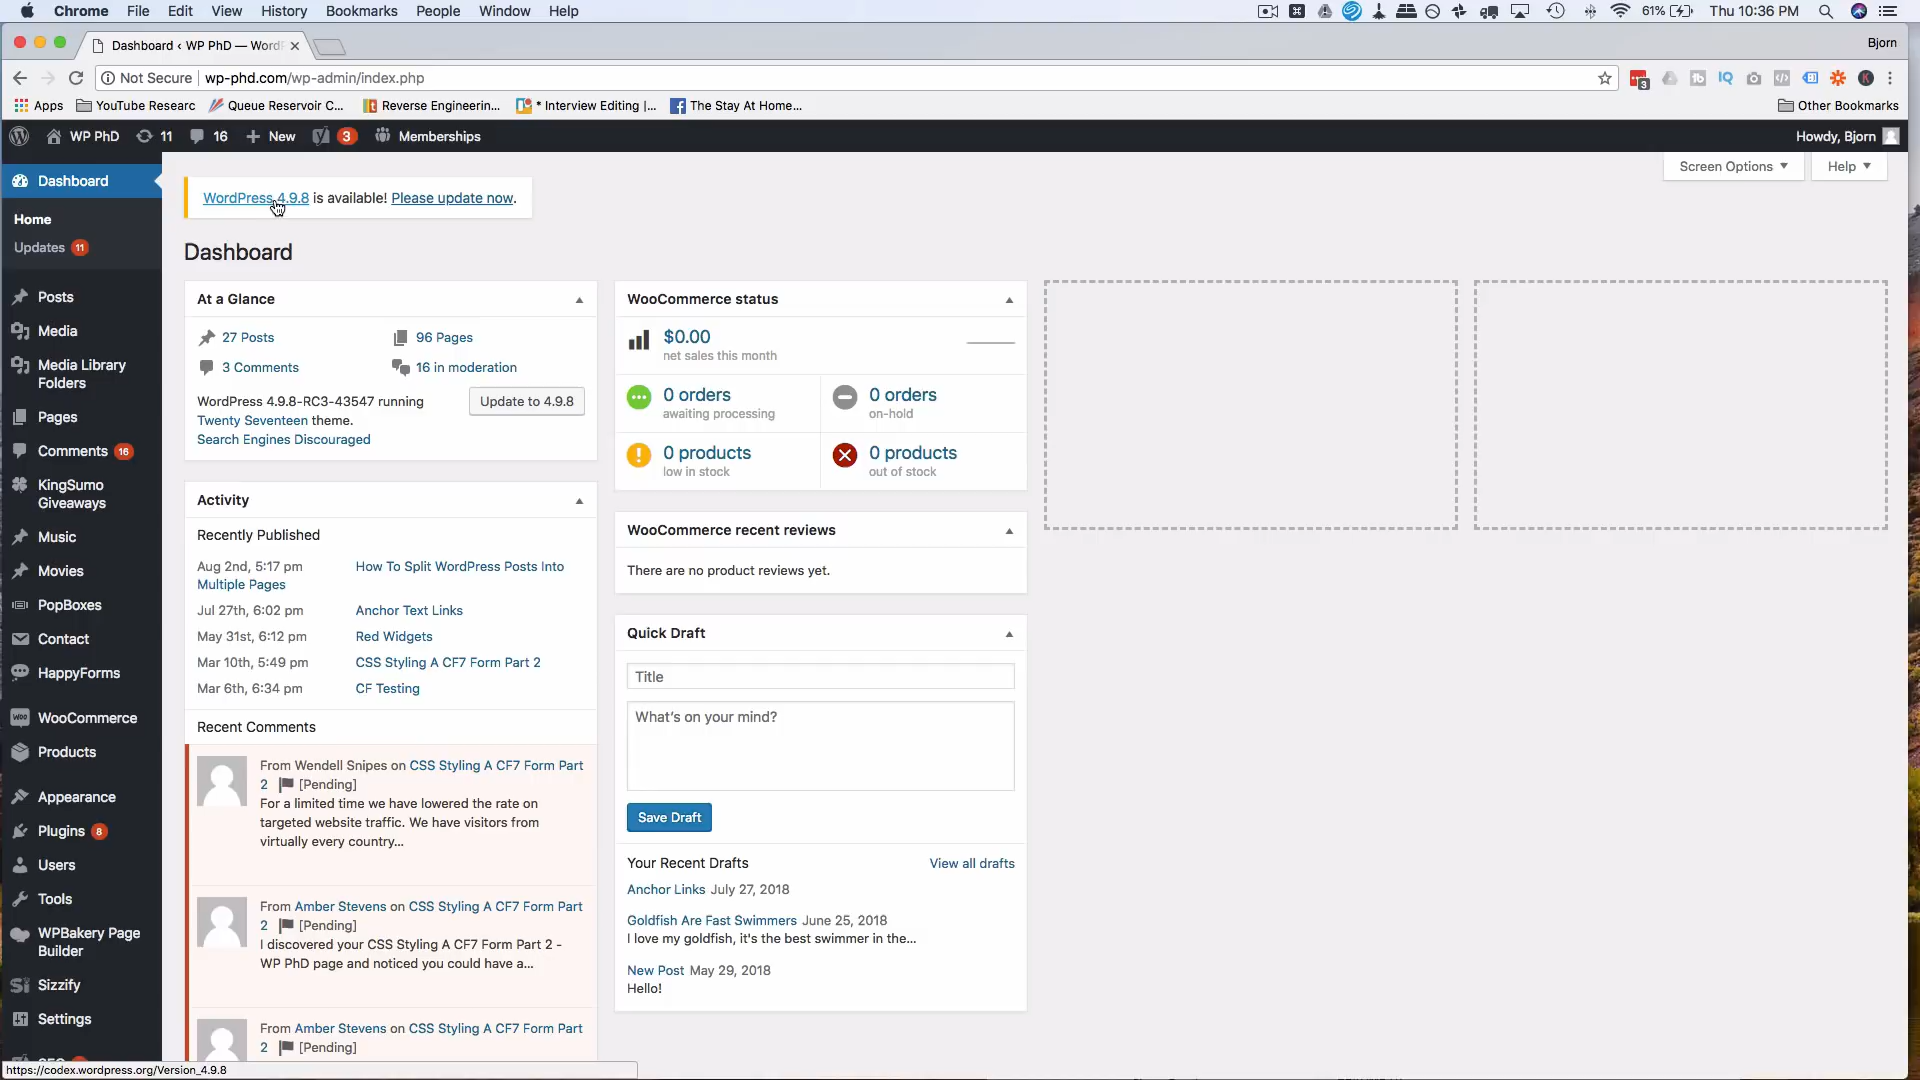 Chrome File Edit View History Bookmarks People Window Help 61% Thu 10:36 PM
Dashboard ‹ WP PhD — WordP Bjorn
Not Secure wp-phd.com/wp-admin/index.php
Apps YouTube Researc Queue Reservoir C... Reverse Engineerin... * Interview Editing |... The Stay At Home... Other Bookmarks
WP PhD 11 16 New 3 Memberships Howdy, Bjorn
Screen Options Help
Dashboard
Home
Updates 11
Posts
Media
Media Library
Folders
Pages
Comments 16
KingSumo
Giveaways
Music
Movies
PopBoxes
Contact
HappyForms
WooCommerce
Products
Appearance
Plugins 8
Users
Tools
WPBakery Page
Builder
Sizzify
Settings
WordPress 4.9.8 is available! Please update now.
Dashboard
At a Glance
27 Posts 96 Pages
3 Comments 16 in moderation
WordPress 4.9.8-RC3-43547 running
Twenty Seventeen theme.
Update to 4.9.8
Search Engines Discouraged
Activity
Recently Published
Aug 2nd, 5:17 pm How To Split WordPress Posts Into
Multiple Pages
Jul 27th, 6:02 pm Anchor Text Links
May 31st, 6:12 pm Red Widgets
Mar 10th, 5:49 pm CSS Styling A CF7 Form Part 2
Mar 6th, 6:34 pm CF Testing
Recent Comments
From Wendell Snipes on CSS Styling A CF7 Form Part
2 [Pending]
For a limited time we have lowered the rate on
targeted website traffic. We have visitors from
virtually every country...
From Amber Stevens on CSS Styling A CF7 Form Part
2 [Pending]
I discovered your CSS Styling A CF7 Form Part 2 -
WP PhD page and noticed you could have a...
From Amber Stevens on CSS Styling A CF7 Form Part
2 [Pending]
WooCommerce status
$0.00
net sales this month
0 orders 0 orders
awaiting processing on-hold
0 products 0 products
low in stock out of stock
WooCommerce recent reviews
There are no product reviews yet.
Quick Draft
Title
What's on your mind?
Save Draft
Your Recent Drafts View all drafts
Anchor Links July 27, 2018
Goldfish Are Fast Swimmers June 25, 2018
I love my goldfish, it's the best swimmer in the...
New Post May 29, 2018
Hello!
https://codex.wordpress.org/Version_4.9.8